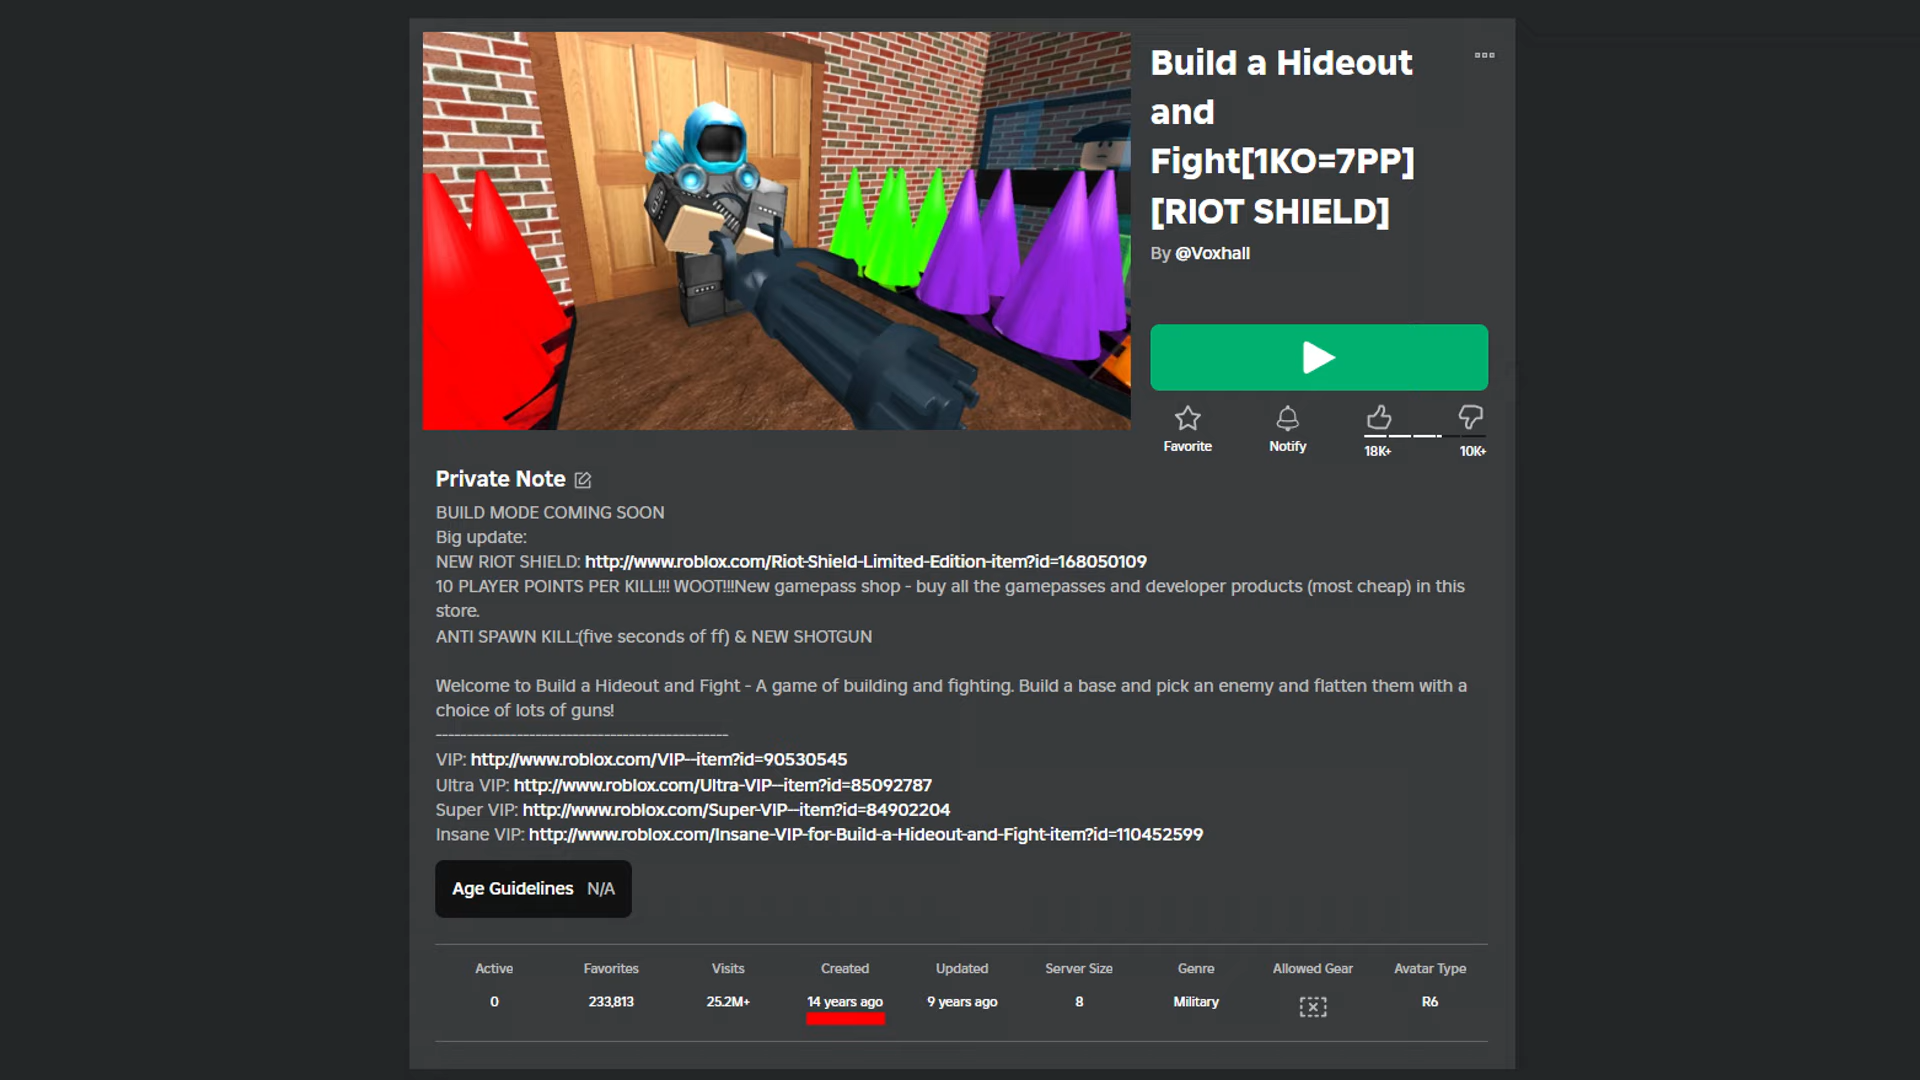 Build a Hideout
and
Fight[1KO=7PP]
[RIOT SHIELD]
By @Voxhall
Favorite
Notify
18K+
10K+
Private Note
BUILD MODE COMING SOON
Big update:
NEW RIOT SHIELD: http://www.roblox.com/Riot-Shield-Limited-Edition-item?id=168050109
10 PLAYER POINTS PER KILL!!! WOOT!!!New gamepass shop - buy all the gamepasses and developer products (most cheap) in this
store.
ANTI SPAWN KILL:(five seconds of ff) & NEW SHOTGUN
Welcome to Build a Hideout and Fight - A game of building and fighting. Build a base and pick an enemy and flatten them with a
choice of lots of guns!
------------------------------------------------
VIP: http://www.roblox.com/VIP--item?id=90530545
Ultra VIP: http://www.roblox.com/Ultra-VIP--item?id=85092787
Super VIP: http://www.roblox.com/Super-VIP--item?id=84902204
Insane VIP: http://www.roblox.com/Insane-VIP-for-Build-a-Hideout-and-Fight-item?id=110452599
Age Guidelines N/A
Active Favorites Visits Created Updated Server Size Genre Allowed Gear Avatar Type
0 233,813 25.2M+ 14 years ago 9 years ago 8 Military R6